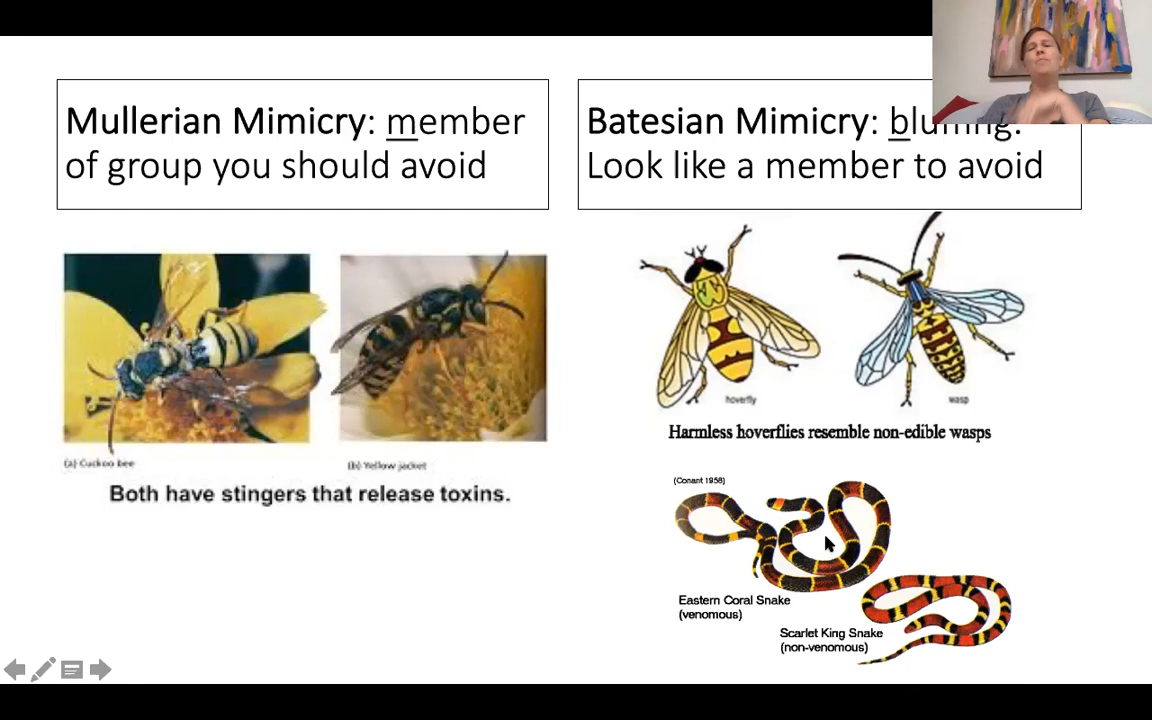 Mullerian Mimicry: member
of group you should avoid
Batesian Mimicry: bluffing.
Look like a member to avoid
(a) Cuckoo bee
(b) Yellow jacket
Both have stingers that release toxins.
hoverfly
wasp
Harmless hoverflies resemble non-edible wasps
(Conant 1958)
Eastern Coral Snake
(venomous)
Scarlet King Snake
(non-venomous)